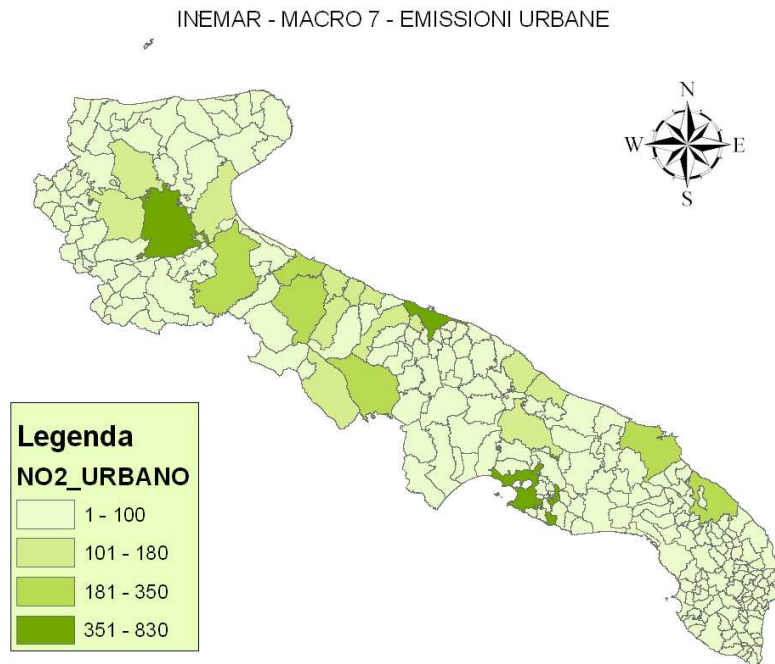 INEMAR - MACRO 7 - EMISSIONI URBANE
N
W E
S
Legenda
NO2_URBANO
1 - 100
101 - 180
181 - 350
351 - 830